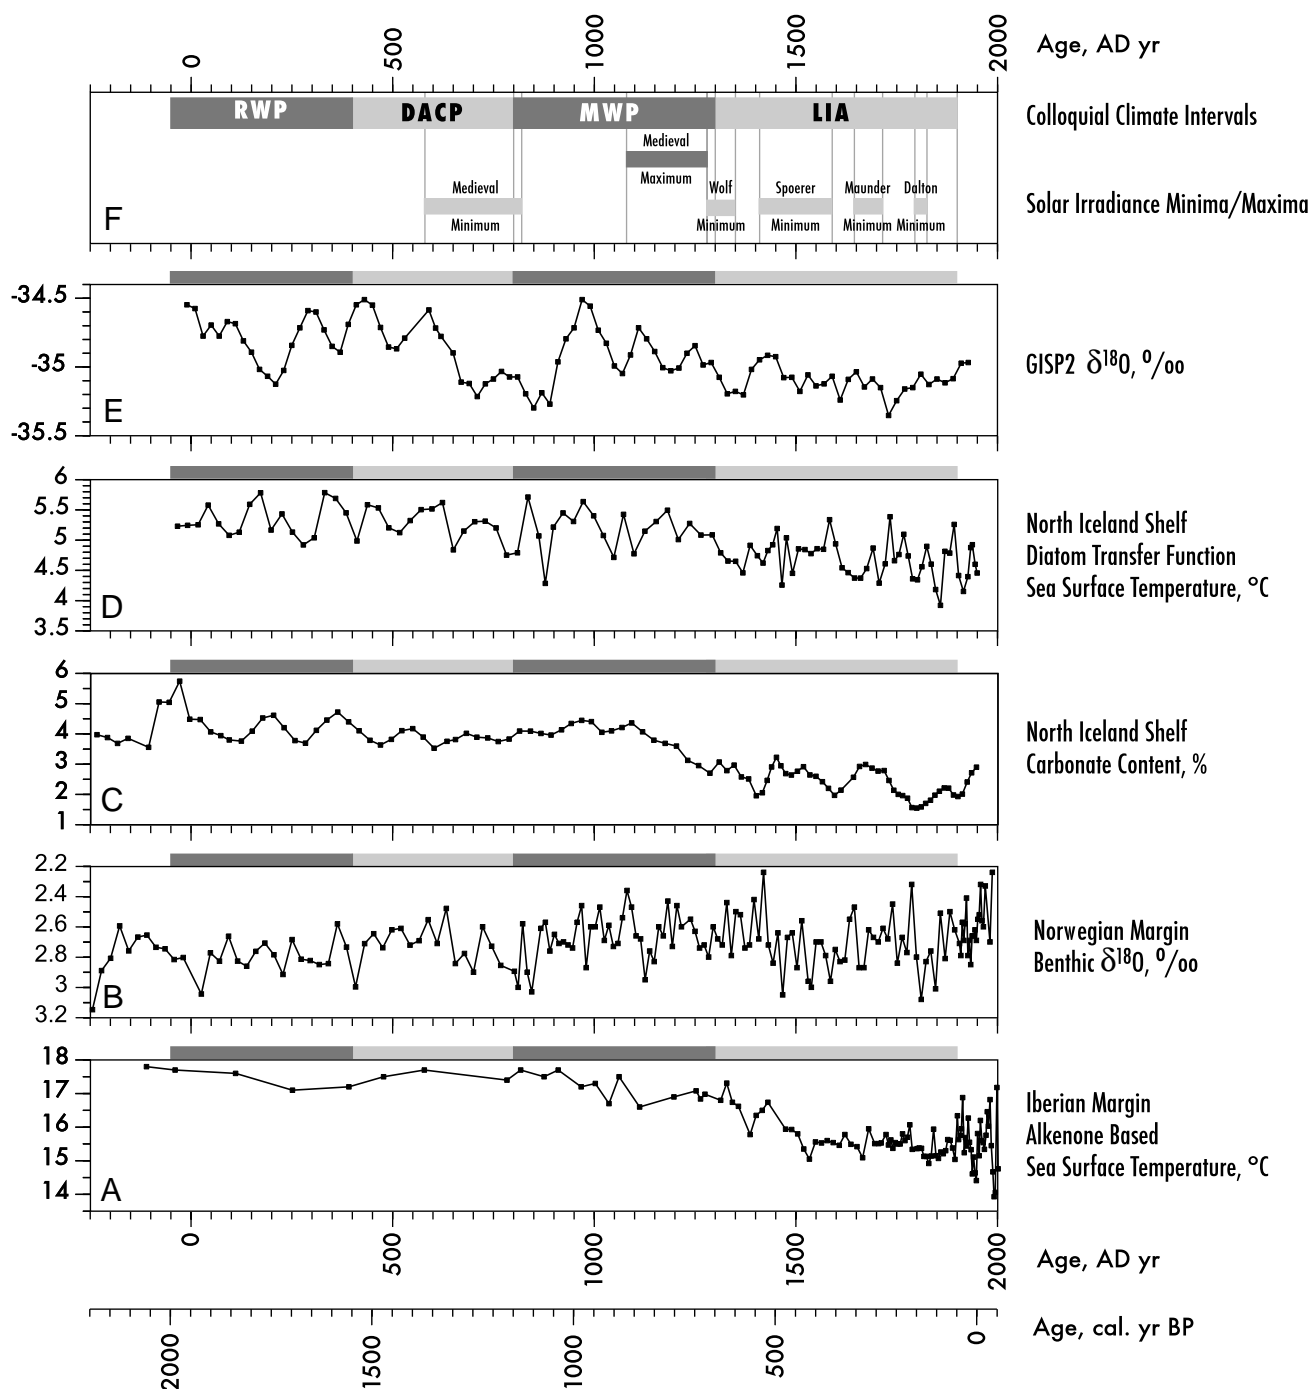 0 500 1000 1500 2000 Age, AD yr
RWP DACP MWP LIA Colloquial Climate Intervals
Medieval
Maximum
Medieval Wolf Spoerer Maunder Dalton
F Solar Irradiance Minima/Maxima
Minimum Minimum Minimum Minimum Minimum
-34.5
-35 GISP2 δ18O, º/oo
E
-35.5
6
5.5 North Iceland Shelf
5 Diatom Transfer Function
4.5 Sea Surface Temperature, °C
4 D
3.5
6
5
4 North Iceland Shelf
3 Carbonate Content, %
2 C
1
2.2
2.4
2.6 Norwegian Margin
2.8 Benthic δ18O, º/oo
3 B
3.2
18
17 Iberian Margin
16 Alkenone Based
15 Sea Surface Temperature, °C
14 A
0 500 1000 1500 2000 Age, AD yr
2000 1500 1000 500 0 Age, cal. yr BP